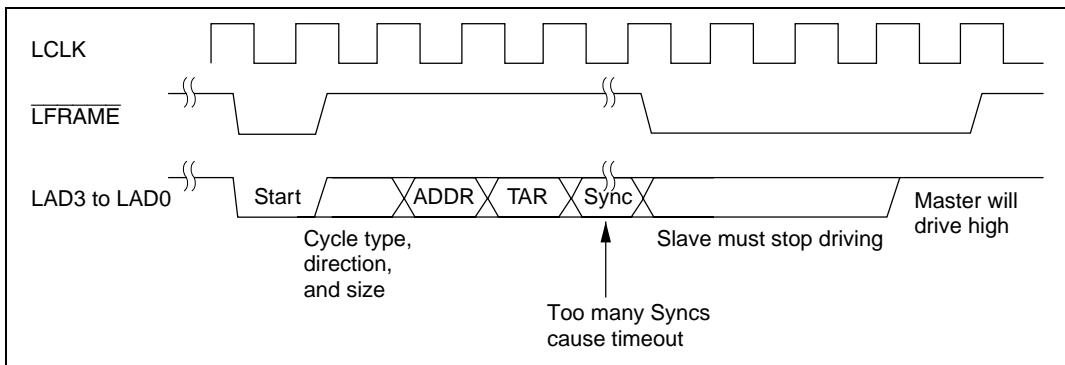 LCLK
LFRAME
LAD3 to LAD0
Start
ADDR
TAR
Sync
Master will
drive high
Cycle type,
direction,
and size
Slave must stop driving
Too many Syncs
cause timeout